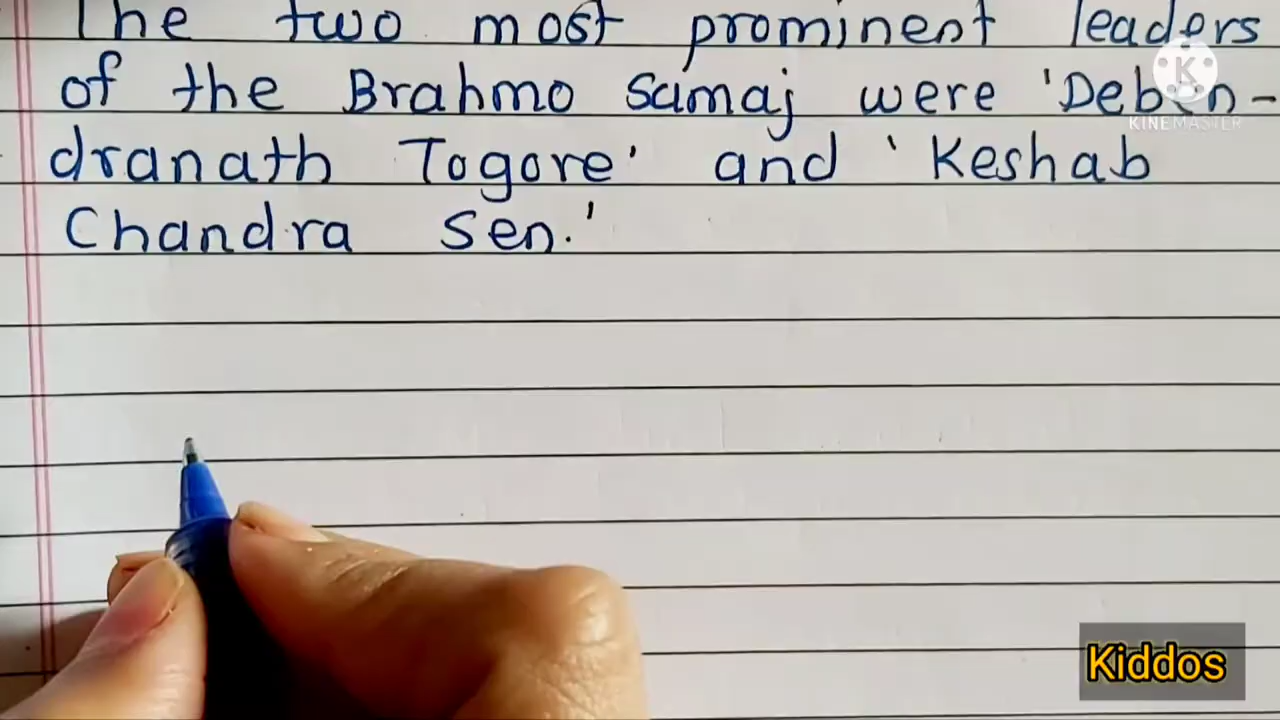 The two most prominent leaders
of the Brahmo Samaj were 'Deben-
dranath Togore' and 'Keshab
Chandra Sen.'
K
KINEMASTER
Kiddos